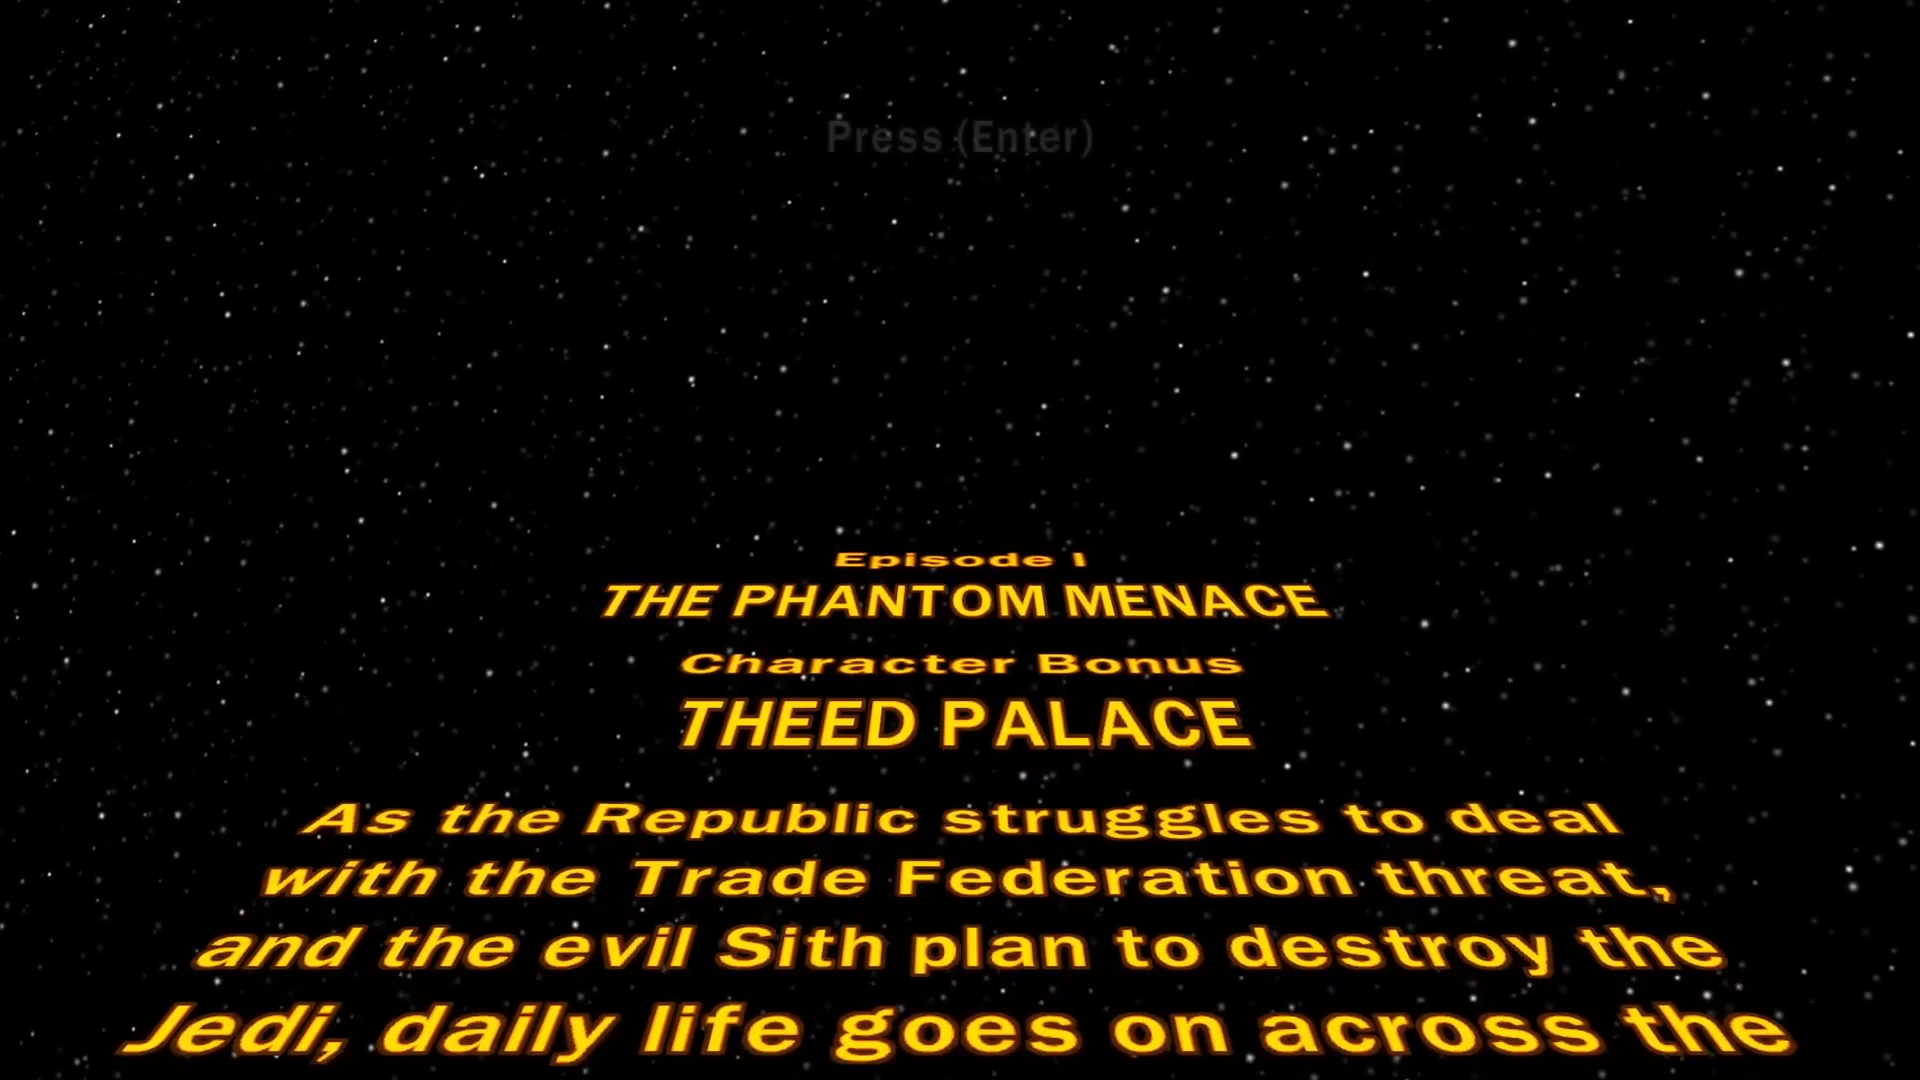 Press (Enter)
Episode I
THE PHANTOM MENACE
Character Bonus
THEED PALACE
As the Republic struggles to deal
with the Trade Federation threat,
and the evil Sith plan to destroy the
Jedi, daily life goes on across the